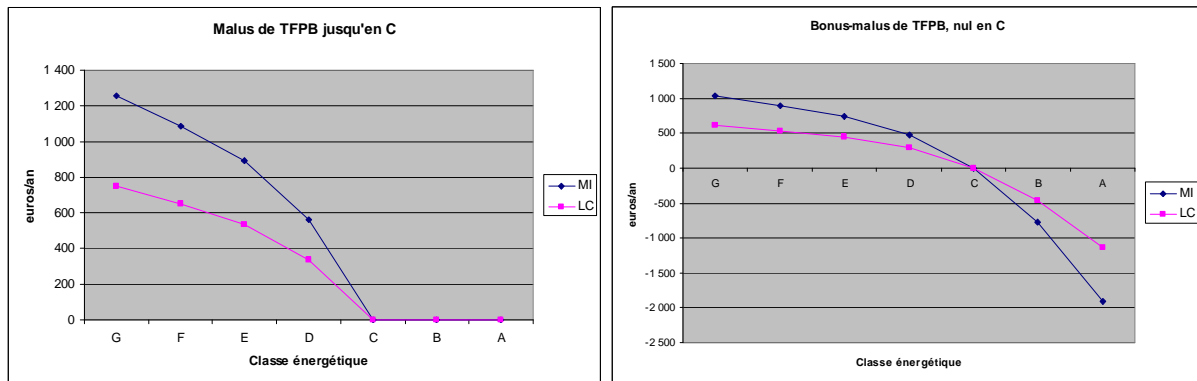 Malus de TFPB jusqu'en C
1 400
1 200
1 000
800
600
400
200
0
euros/an
G F E D C B A
Classe énergétique
MI
LC
Bonus-malus de TFPB, nul en C
1 500
1 000
500
0
-500
-1 000
-1 500
-2 000
-2 500
euros/an
G F E D C B A
Classe énergétique
MI
LC